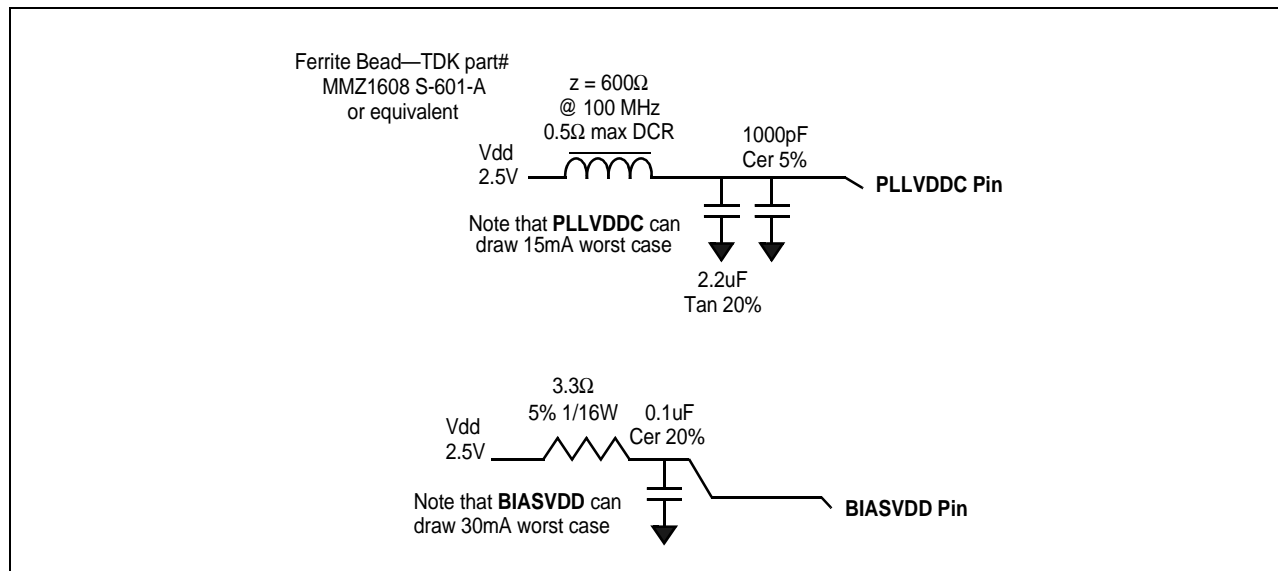 Ferrite Bead—TDK part#
MMZ1608 S-601-A
or equivalent
z = 600Ω
@ 100 MHz
0.5Ω max DCR
1000pF
Cer 5%
Vdd
2.5V
PLLVDDC Pin
Note that PLLVDDC can
draw 15mA worst case
2.2uF
Tan 20%
3.3Ω
5% 1/16W
0.1uF
Cer 20%
Vdd
2.5V
Note that BIASVDD can
draw 30mA worst case
BIASVDD Pin